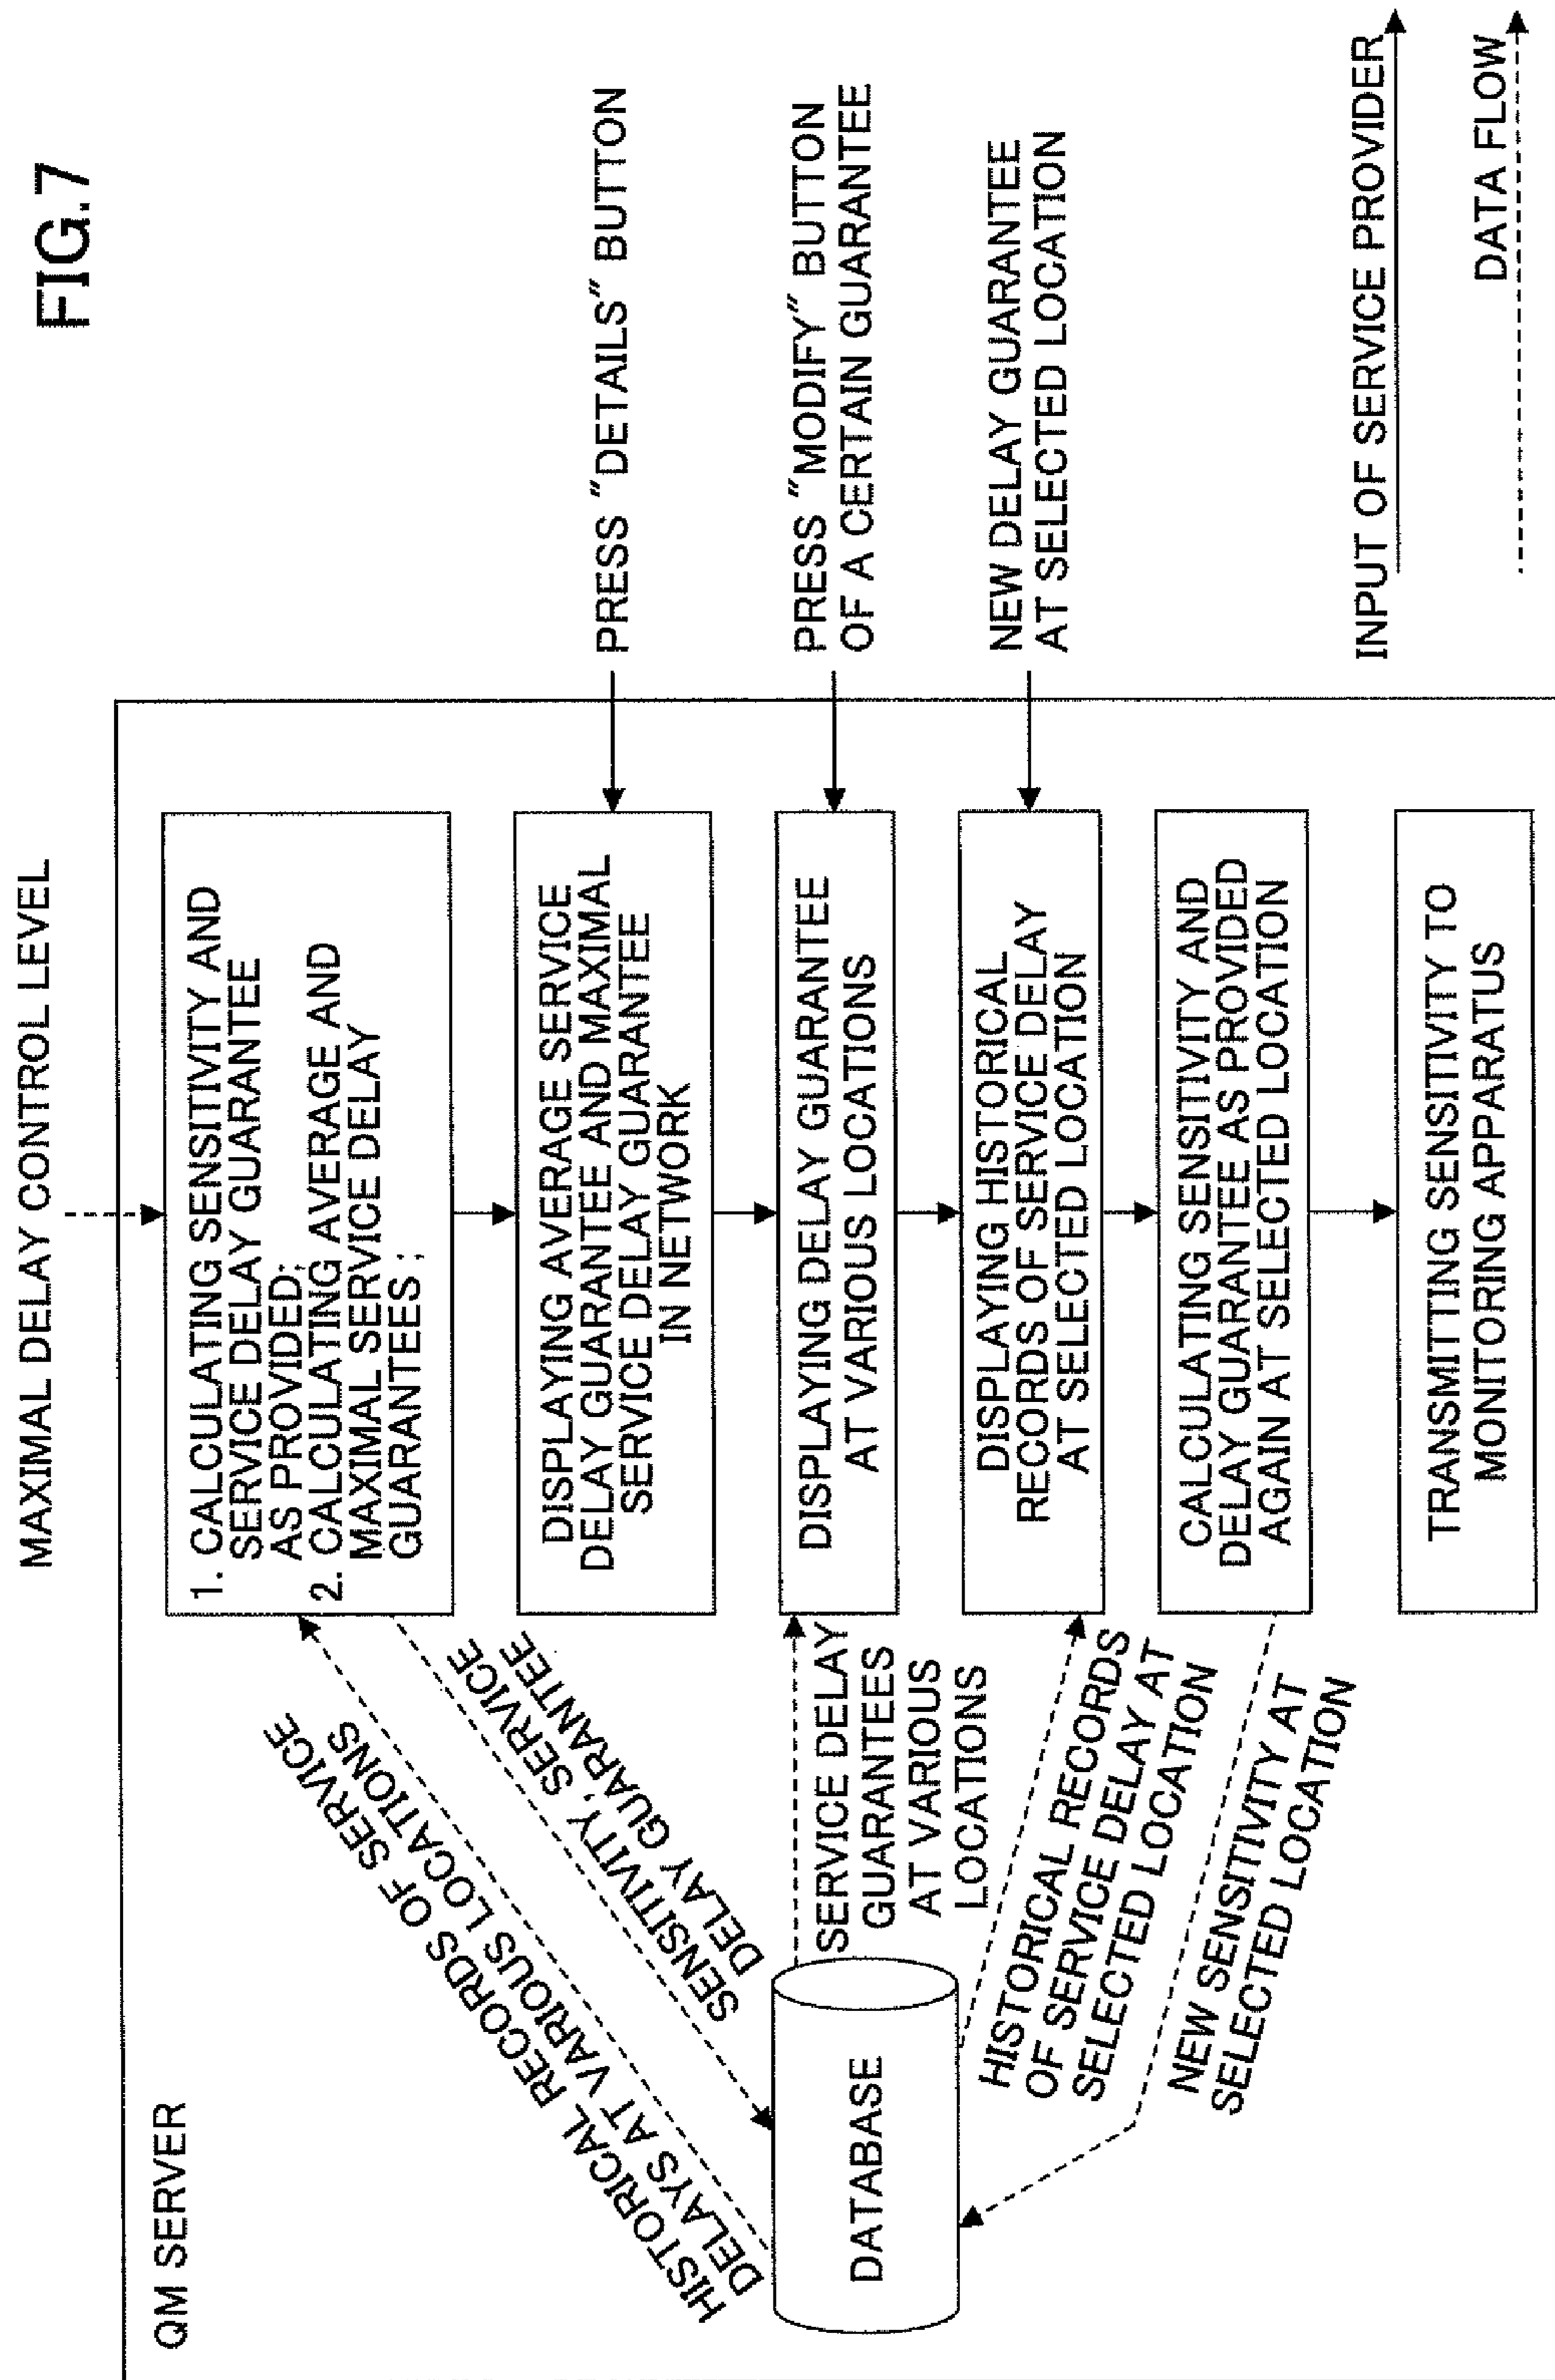 FIG.7
MAXIMAL DELAY CONTROL LEVEL
QM SERVER
1. CALCULATING SENSITIVITY AND
SERVICE DELAY GUARANTEE
AS PROVIDED;
2. CALCULATING AVERAGE AND
MAXIMAL SERVICE DELAY
GUARANTEES;
DISPLAYING AVERAGE SERVICE
DELAY GUARANTEE AND MAXIMAL
SERVICE DELAY GUARANTEE
IN NETWORK
DISPLAYING DELAY GUARANTEE
AT VARIOUS LOCATIONS
DISPLAYING HISTORICAL
RECORDS OF SERVICE DELAY
AT SELECTED LOCATION
CALCULATING SENSITIVITY AND
DELAY GUARANTEE AS PROVIDED
AGAIN AT SELECTED LOCATION
TRANSMITTING SENSITIVITY TO
MONITORING APPARATUS
PRESS "DETAILS" BUTTON
PRESS "MODIFY" BUTTON
OF A CERTAIN GUARANTEE
NEW DELAY GUARANTEE
AT SELECTED LOCATION
HISTORICAL RECORDS OF SERVICE
DELAYS AT VARIOUS LOCATIONS
SENSITIVITY, SERVICE
DELAY GUARANTEE
DATABASE
SERVICE DELAY
GUARANTEES
AT VARIOUS
LOCATIONS
HISTORICAL RECORDS
OF SERVICE DELAY AT
SELECTED LOCATION
NEW SENSITIVITY AT
SELECTED LOCATION
INPUT OF SERVICE PROVIDER
DATA FLOW